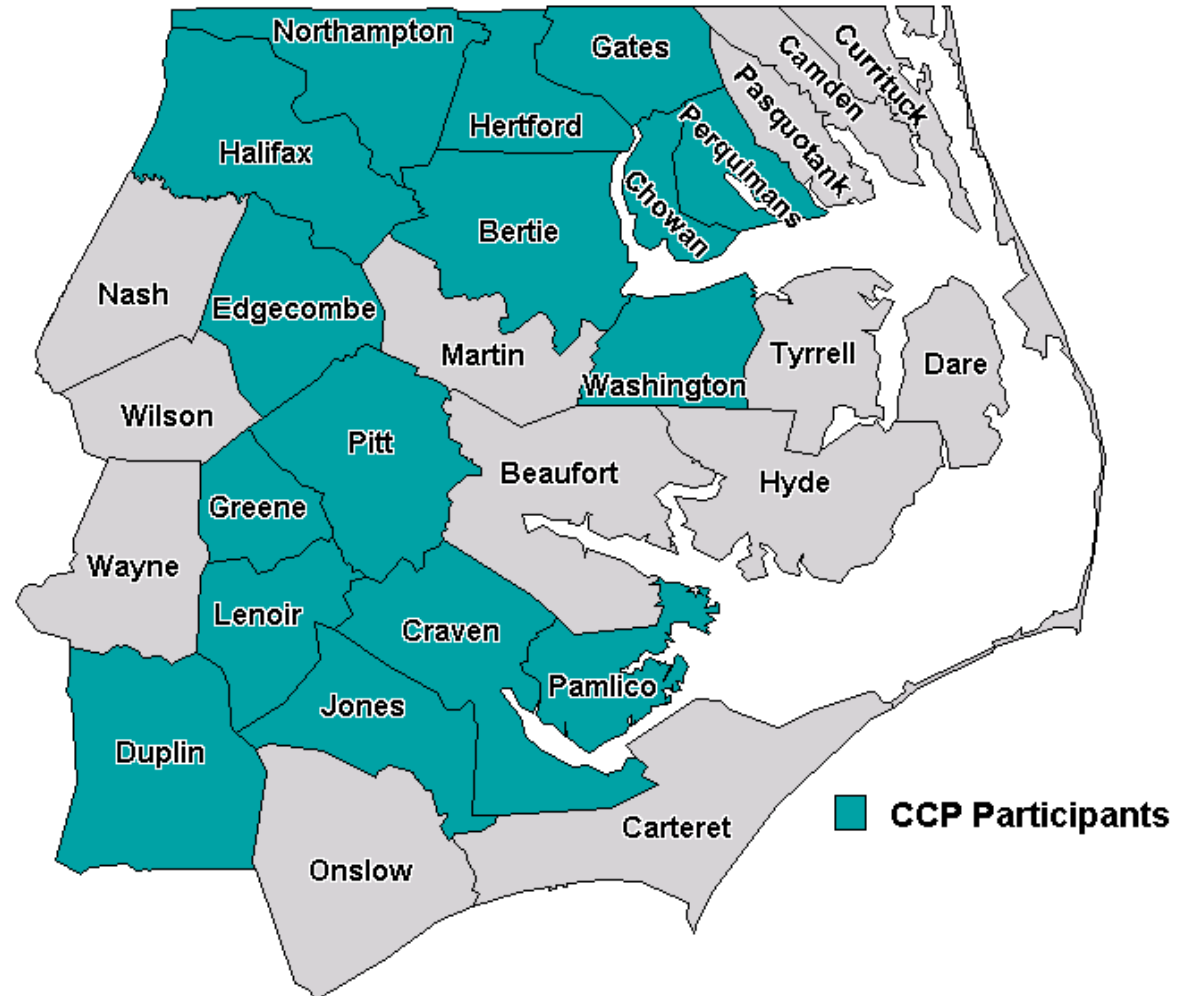 Northampton
Gates
Camden
Currituck
Pasquotank
Hertford
Perquimans
Halifax
Chowan
Bertie
Nash
Edgecombe
Martin
Tyrrell
Dare
Washington
Wilson
Pitt
Beaufort
Hyde
Greene
Wayne
Lenoir
Craven
Pamlico
Jones
Duplin
CCP Participants
Carteret
Onslow